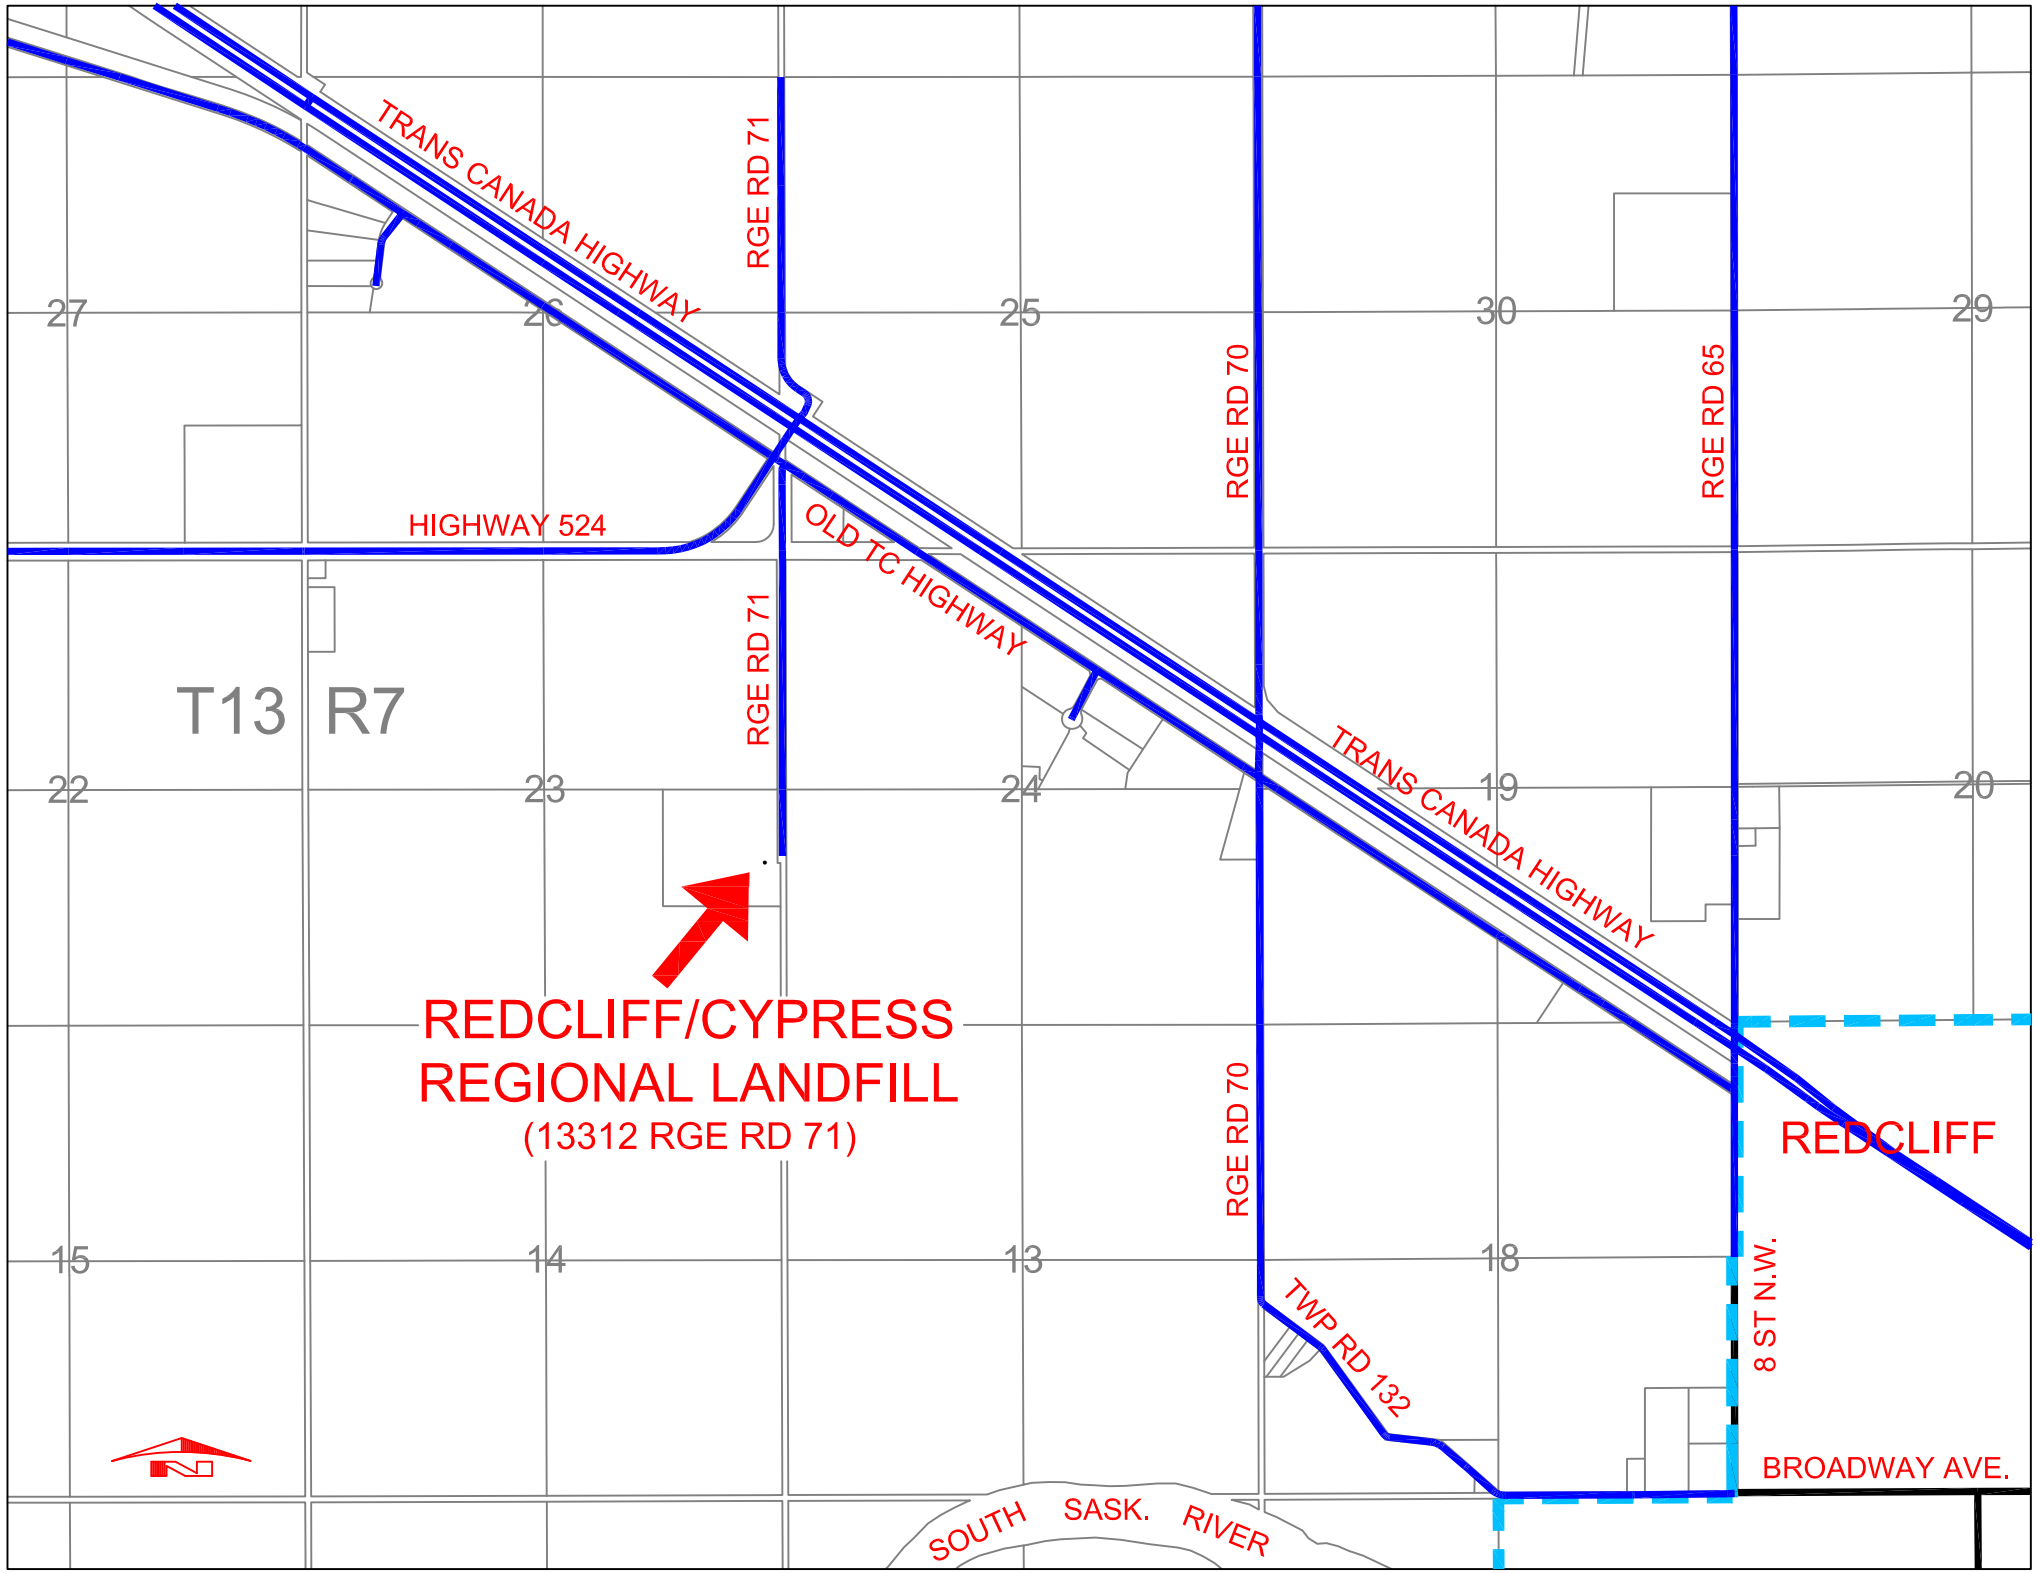 TRANS CANADA HIGHWAY
RGE RD 71
27
26
25
30
29
RGE RD 70
RGE RD 65
HIGHWAY 524
OLD TC HIGHWAY
RGE RD 71
T13 R7
TRANS CANADA HIGHWAY
22
23
24
19
20
REDCLIFF/CYPRESS
REGIONAL LANDFILL
(13312 RGE RD 71)
RGE RD 70
REDCLIFF
15
14
13
18
8 ST N.W.
TWP RD 132
N
BROADWAY AVE.
SOUTH SASK. RIVER